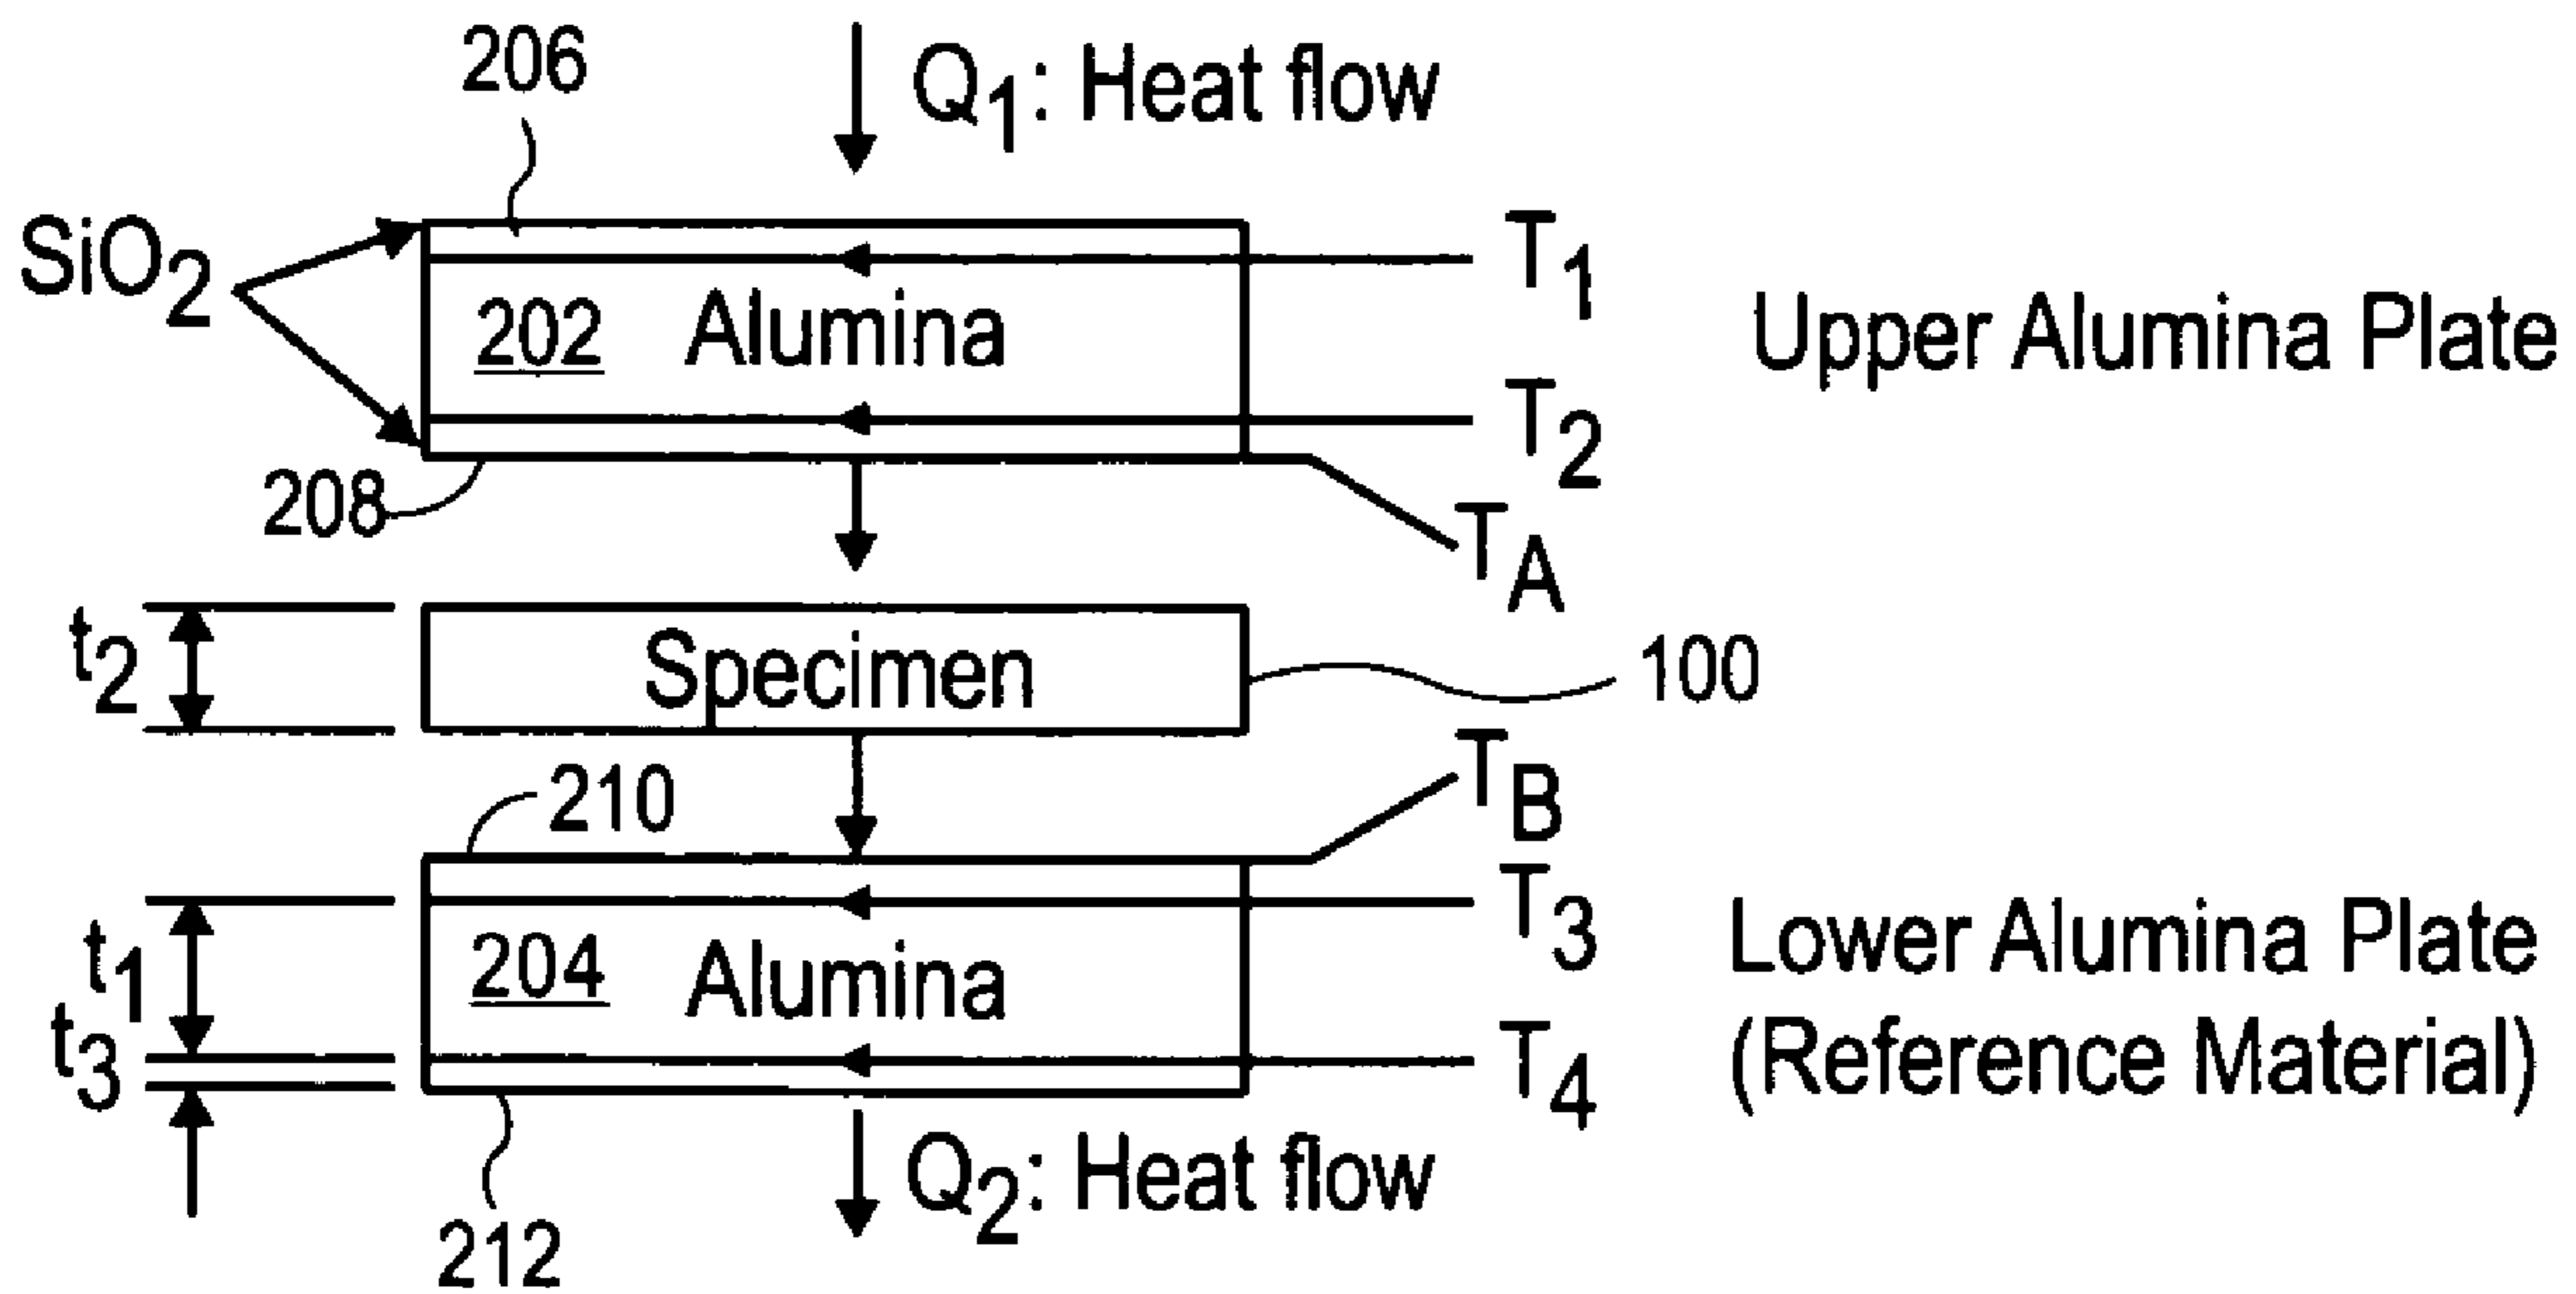 206
Q1: Heat flow
SiO2
T1
202 Alumina
Upper Alumina Plate
T2
208
TA
t2
Specimen
100
TB
210
T3
t1
204 Alumina
Lower Alumina Plate
(Reference Material)
t3
T4
Q2: Heat flow
212